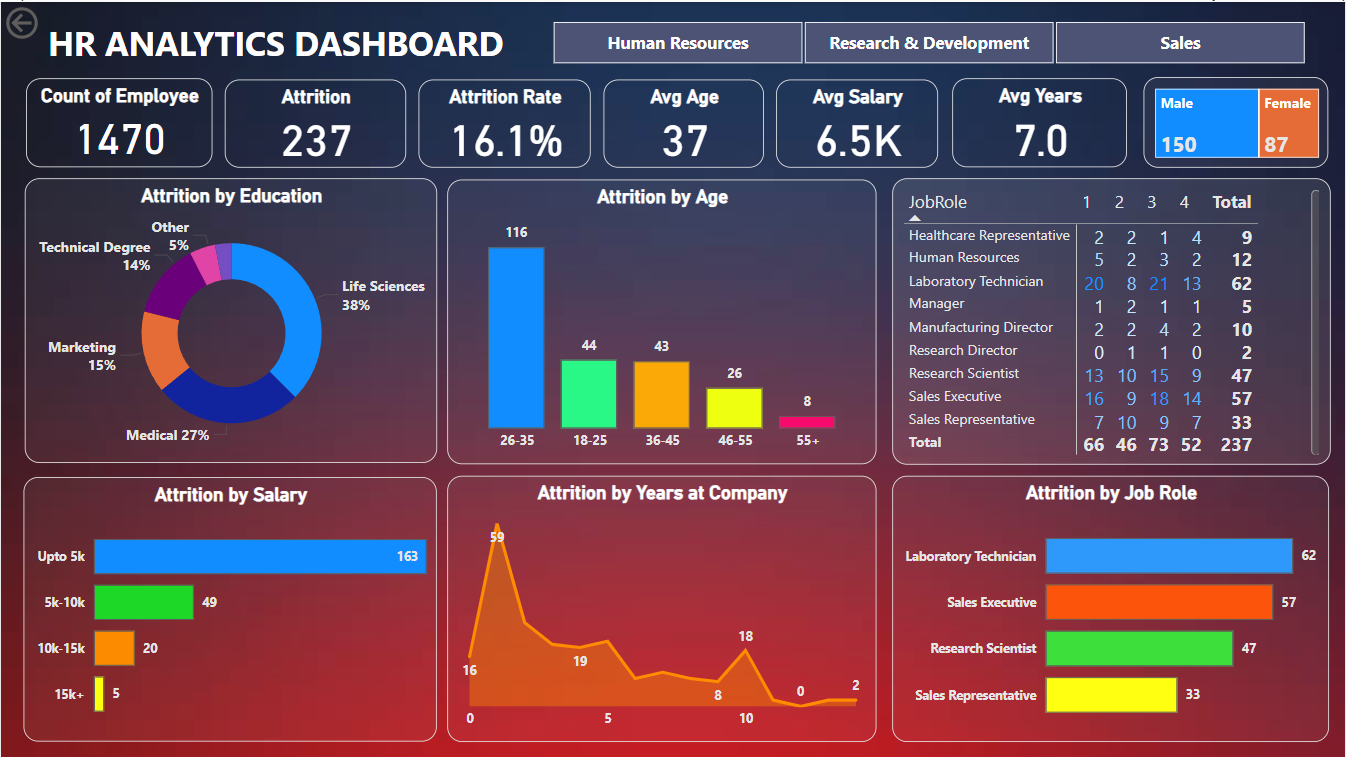 HR ANALYTICS DASHBOARD
Human Resources
Research & Development
Sales
Count of Employee
1470
Attrition
237
Attrition Rate
16.1%
Avg Age
37
Avg Salary
6.5K
Avg Years
7.0
Male
150
Female
87
Attrition by Education
Other
5%
Technical Degree
14%
Life Sciences
38%
Marketing
15%
Medical 27%
Attrition by Age
116
44
43
26
8
26-35 18-25 36-45 46-55 55+
JobRole 1 2 3 4 Total
Healthcare Representative 2 2 1 4 9
Human Resources 5 2 3 2 12
Laboratory Technician 20 8 21 13 62
Manager 1 2 1 1 5
Manufacturing Director 2 2 4 2 10
Research Director 0 1 1 0 2
Research Scientist 13 10 15 9 47
Sales Executive 16 9 18 14 57
Sales Representative 7 10 9 7 33
Total 66 46 73 52 237
Attrition by Salary
Upto 5k 163
5k-10k 49
10k-15k 20
15k+ 5
Attrition by Years at Company
59
16
19
8
18
0
2
0 5 10
Attrition by Job Role
Laboratory Technician 62
Sales Executive 57
Research Scientist 47
Sales Representative 33